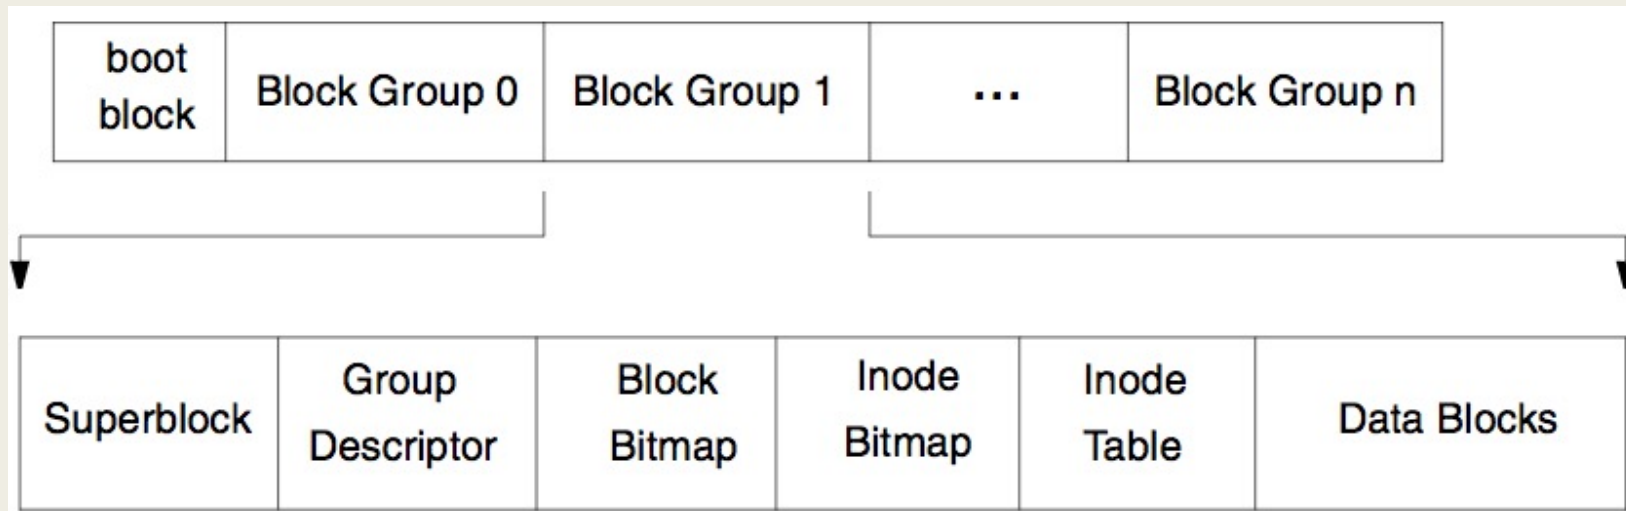 boot
block
Block Group 0
Block Group 1
...
Block Group n
Superblock
Group
Descriptor
Block
Bitmap
Inode
Bitmap
Inode
Table
Data Blocks